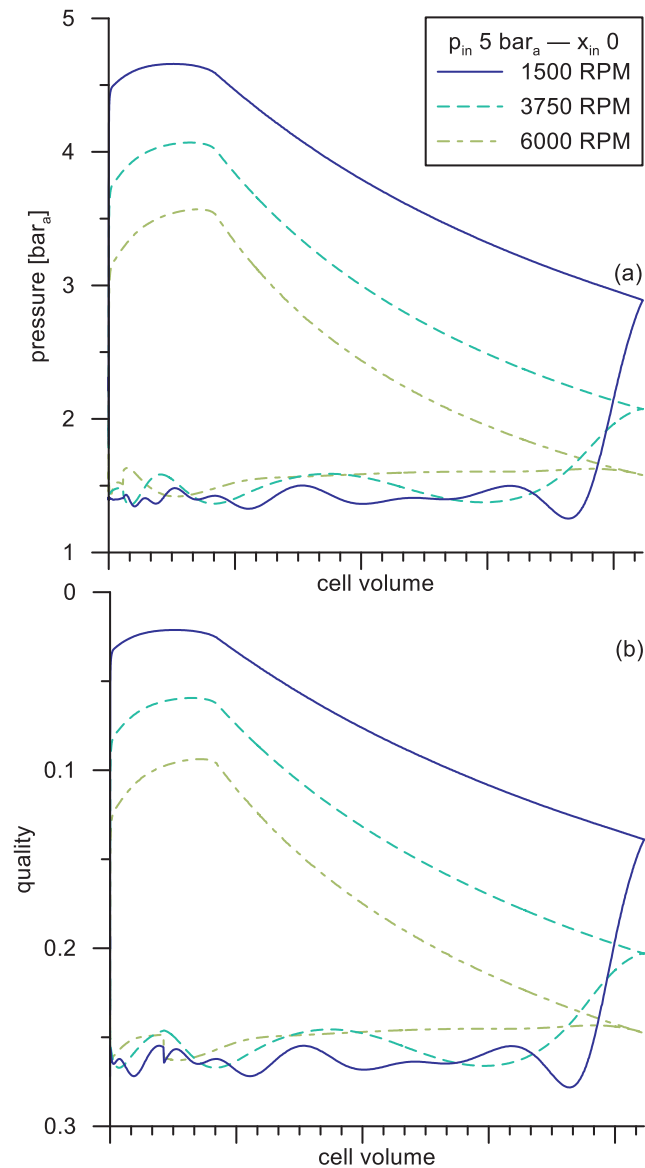 p_in 5 bar_a — x_in 0
1500 RPM
3750 RPM
6000 RPM
5
4
3
2
1
pressure [bar_a]
(a)
cell volume
0
0.1
0.2
0.3
quality
(b)
cell volume